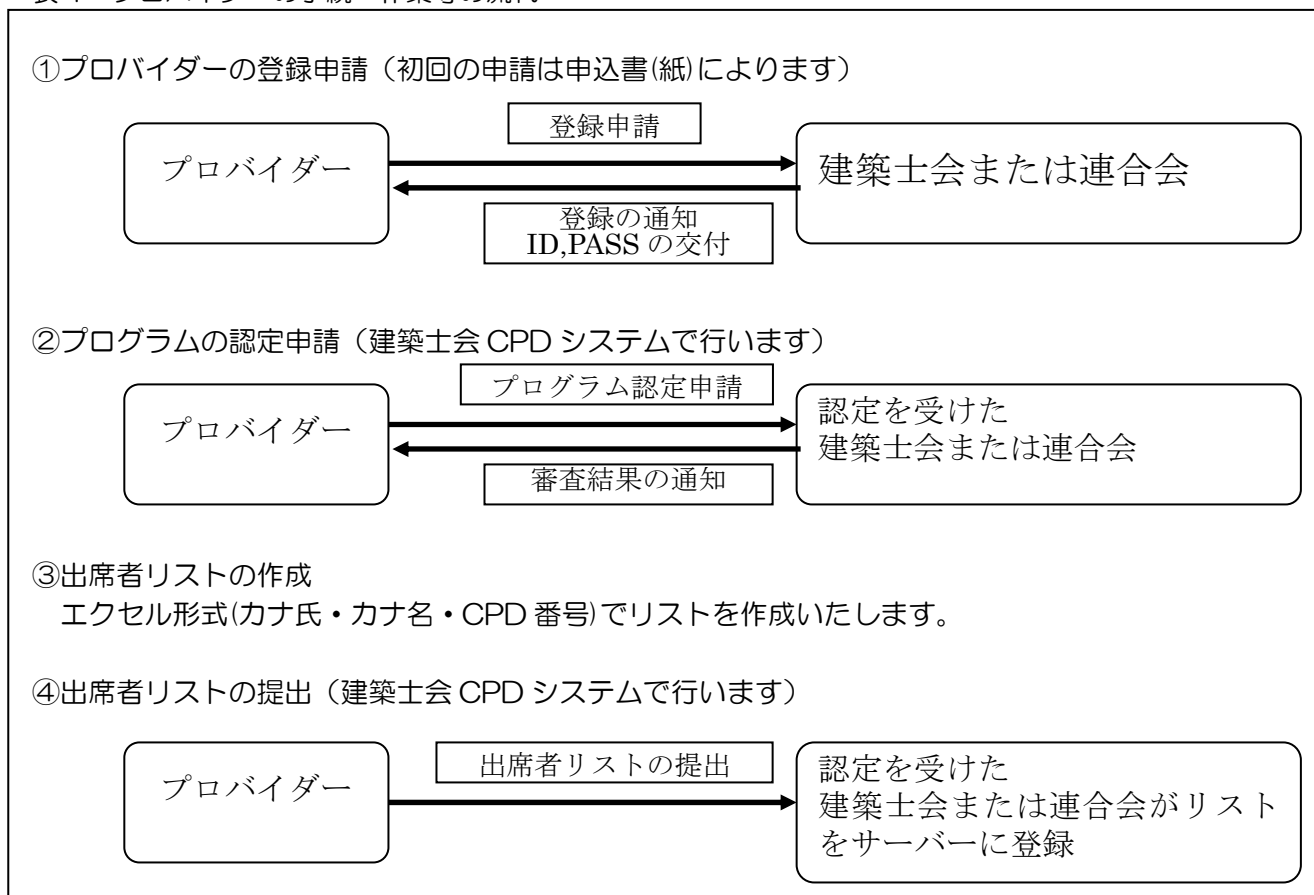 ①プロバイダーの登録申請（初回の申請は申込書(紙)によります）
登録申請
プロバイダー
建築士会または連合会
登録の通知
ID,PASS の交付
②プログラムの認定申請（建築士会 CPD システムで行います）
プログラム認定申請
プロバイダー
認定を受けた
建築士会または連合会
審査結果の通知
③出席者リストの作成
エクセル形式(カナ氏・カナ名・CPD 番号)でリストを作成いたします。
④出席者リストの提出（建築士会 CPD システムで行います）
出席者リストの提出
プロバイダー
認定を受けた
建築士会または連合会がリスト
をサーバーに登録